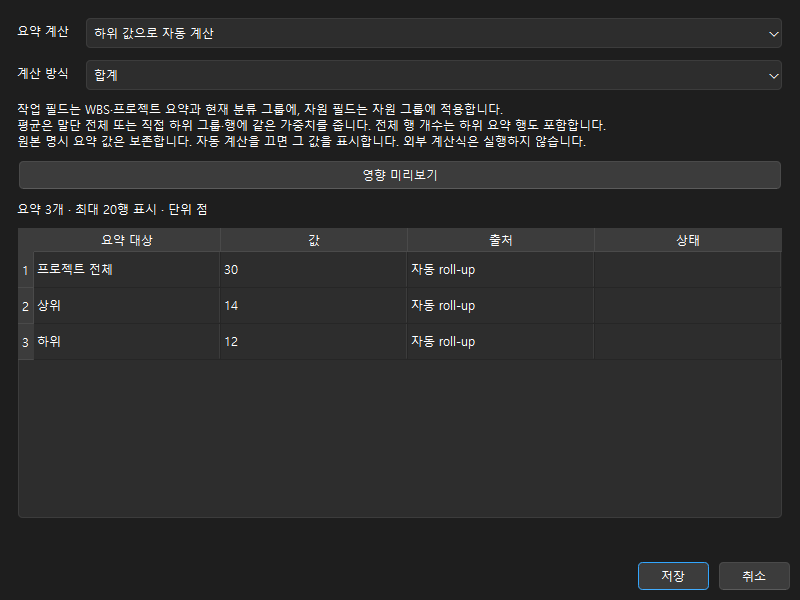 요약 계산 하위 값으로 자동 계산
계산 방식 합계
작업 필드는 WBS·프로젝트 요약과 현재 분류 그룹에, 자원 필드는 자원 그룹에 적용합니다.
평균은 말단 전체 또는 직접 하위 그룹·행에 같은 가중치를 줍니다. 전체 행 개수는 하위 요약 행도 포함합니다.
원본 명시 요약 값은 보존합니다. 자동 계산을 끄면 그 값을 표시합니다. 외부 계산식은 실행하지 않습니다.
영향 미리보기
요약 3개 · 최대 20행 표시 · 단위 점
요약 대상 값 출처 상태
1 프로젝트 전체 30 자동 roll-up
2 상위 14 자동 roll-up
3 하위 12 자동 roll-up
저장 취소